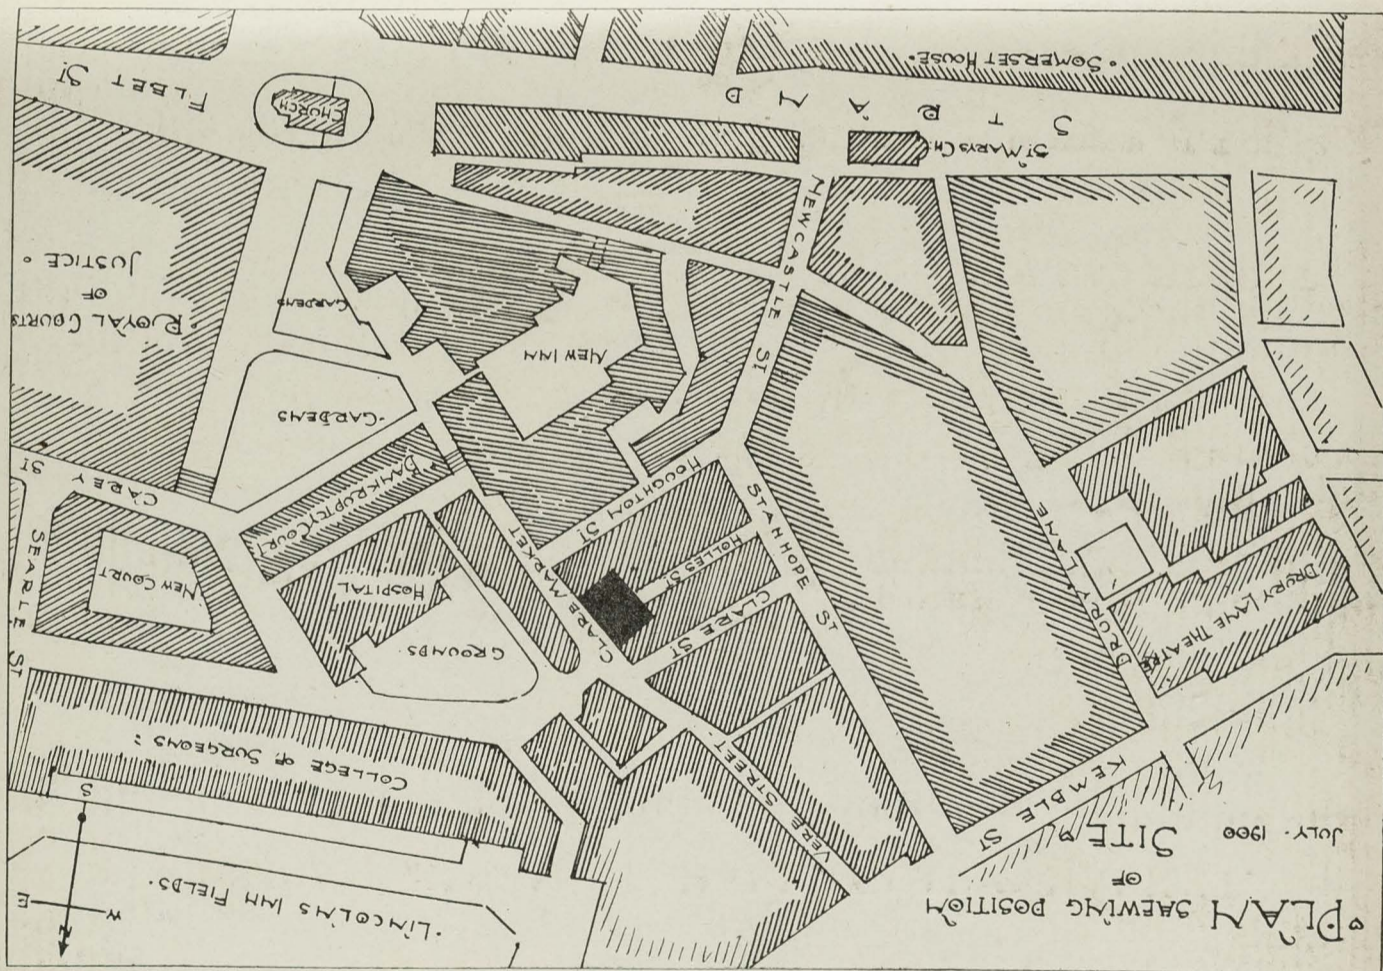 PLAN SHEWING POSITION
OF
SITE
JULY · 1900
·LINCOLNS INN FIELDS·
W
E
S
KEMBLE ST
VERE STREET·
COLLEGE OF SURGEONS:
DRURY LANE THEATRE
DRURY LANE
STANHOPE ST
CLARE ST
HOLLES ST
HOUGHTON ST
CLARE MARKET
GROUNDS·
HOSPITAL
NEW COURT
SEARLE ST
CAREY ST
BANKRUPTCY COURT
·GARDENS
GARDENS
NEW INN
NEWCASTLE ST
·ROYAL COURTS
OF
JUSTICE·
ST MARYS CH:
STRAND
CHURCH
FLEET ST
·SOMERSET HOUSE·